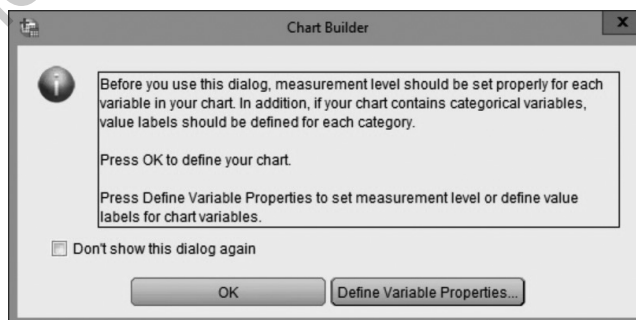 Chart Builder
x
Before you use this dialog, measurement level should be set properly for each
variable in your chart. In addition, if your chart contains categorical variables,
value labels should be defined for each category.
Press OK to define your chart.
Press Define Variable Properties to set measurement level or define value
labels for chart variables.
Don't show this dialog again
OK
Define Variable Properties...